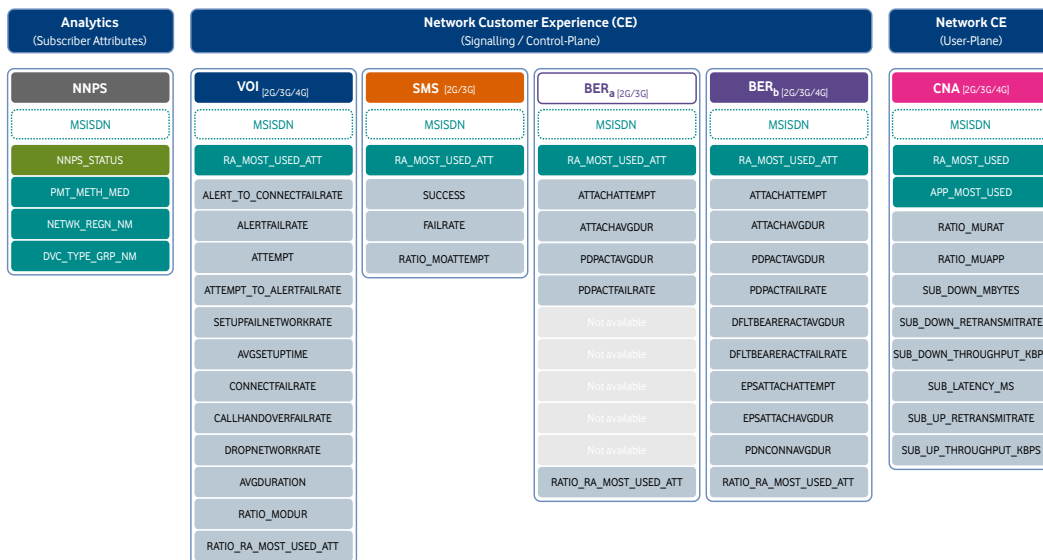 Analytics
(Subscriber Attributes)
Network Customer Experience (CE)
(Signalling / Control-Plane)
Network CE
(User-Plane)
NNPS
MSISDN
NNPS_STATUS
PMT_METH_MED
NETWK_REGN_NM
DVC_TYPE_GRP_NM
VOI [2G/3G/4G]
MSISDN
RA_MOST_USED_ATT
ALERT_TO_CONNECTFAILRATE
ALERTFAILRATE
ATTEMPT
ATTEMPT_TO_ALERTFAILRATE
SETUPFAILNETWORKRATE
AVGSETUPTIME
CONNECTFAILRATE
CALLHANDOVERFAILRATE
DROPNETWORKRATE
AVGDURATION
RATIO_MODUR
RATIO_RA_MOST_USED_ATT
SMS [2G/3G]
MSISDN
RA_MOST_USED_ATT
SUCCESS
FAILRATE
RATIO_MOATTEMPT
BERa [2G/3G]
MSISDN
RA_MOST_USED_ATT
ATTACHATTEMPT
ATTACHAVGDUR
PDPACTAVGDUR
PDPACTFAILRATE
Not available
Not available
Not available
Not available
Not available
RATIO_RA_MOST_USED_ATT
BERb [2G/3G/4G]
MSISDN
RA_MOST_USED_ATT
ATTACHATTEMPT
ATTACHAVGDUR
PDPACTAVGDUR
PDPACTFAILRATE
DFLTBEARERACTAVGDUR
DFLTBEARERACTFAILRATE
EPSATTACHATTEMPT
EPSATTACHAVGDUR
PDNCONNAVGDUR
RATIO_RA_MOST_USED_ATT
CNA [2G/3G/4G]
MSISDN
RA_MOST_USED
APP_MOST_USED
RATIO_MURAT
RATIO_MUAPP
SUB_DOWN_MBYTES
SUB_DOWN_RETRANSMITRATE
SUB_DOWN_THROUGHPUT_KBP
SUB_LATENCY_MS
SUB_UP_RETRANSMITRATE
SUB_UP_THROUGHPUT_KBPS